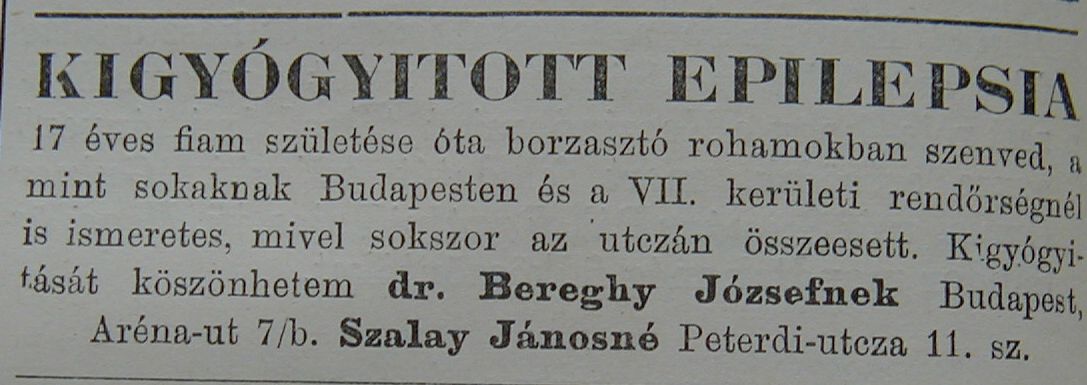 KIGYÓGYITOTT EPILEPSIA
17 éves fiam születése óta borzasztó rohamokban szenved, a
mint sokaknak Budapesten és a VII. kerületi rendőrségnél
is ismeretes, mivel sokszor az utczán összeesett. Kigyógyi-
tását köszönhetem dr. Bereghy Józsefnek Budapest,
Aréna-ut 7/b. Szalay Jánosné Peterdi-utcza 11. sz.